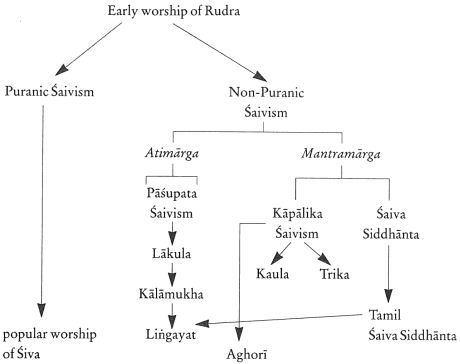 Early worship of Rudra
Puranic Śaivism
Non-Puranic
Śaivism
Atimārga
Mantramārga
Pāśupata
Śaivism
Kāpālika
Śaivism
Śaiva
Siddhānta
Lākula
Kaula
Trika
Kālāmukha
popular worship
of Śiva
Liṅgayat
Tamil
Śaiva Siddhānta
Aghorī